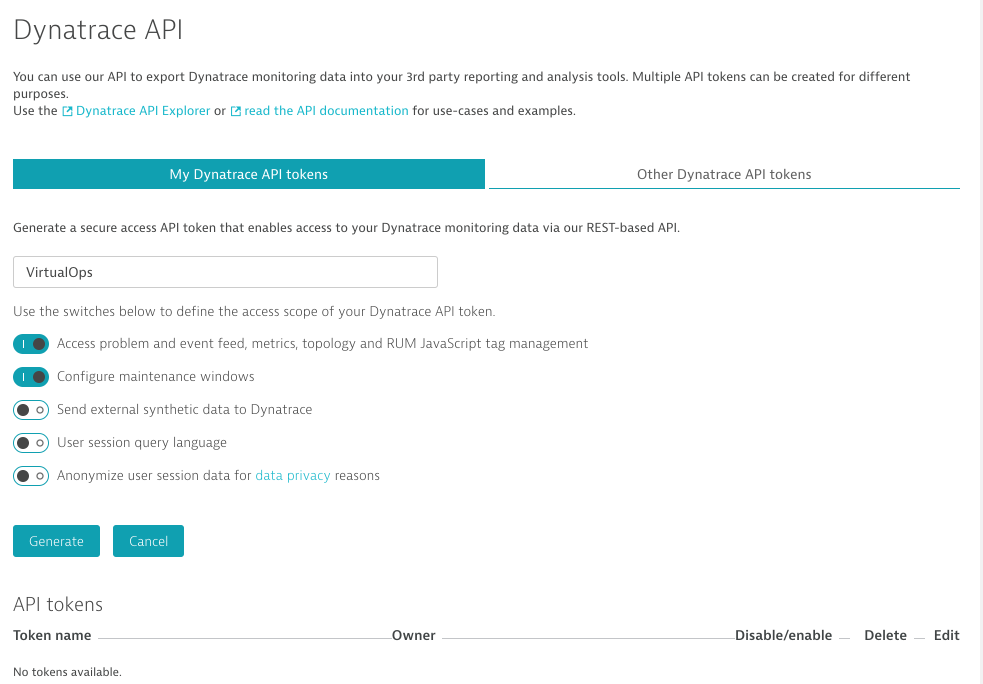 Dynatrace API
You can use our API to export Dynatrace monitoring data into your 3rd party reporting and analysis tools. Multiple API tokens can be created for different
purposes.
Use the Dynatrace API Explorer or read the API documentation for use-cases and examples.
My Dynatrace API tokens
Other Dynatrace API tokens
Generate a secure access API token that enables access to your Dynatrace monitoring data via our REST-based API.
VirtualOps
Use the switches below to define the access scope of your Dynatrace API token.
Access problem and event feed, metrics, topology and RUM JavaScript tag management
Configure maintenance windows
Send external synthetic data to Dynatrace
User session query language
Anonymize user session data for data privacy reasons
Generate
Cancel
API tokens
Token name Owner Disable/enable Delete Edit
No tokens available.